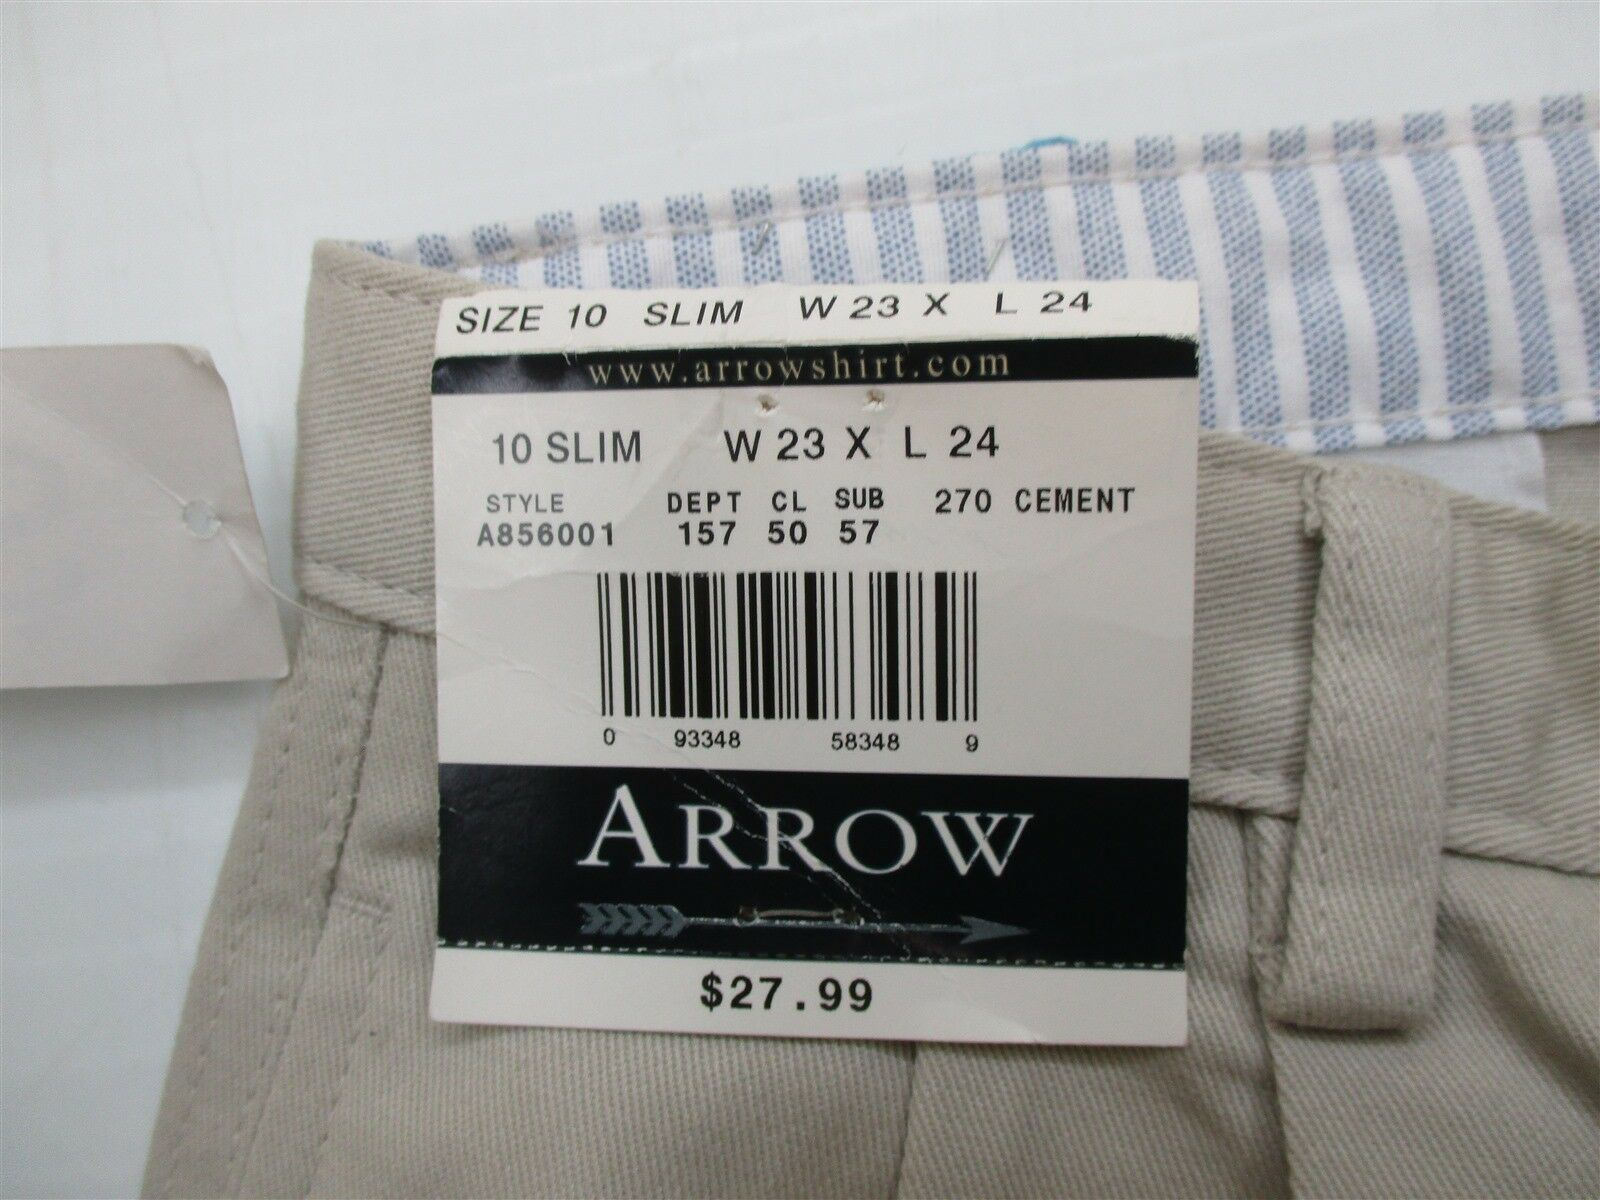 SIZE 10 SLIM W 23 X L 24
www.arrowshirt.com
10 SLIM W 23 X L 24
STYLE DEPT CL SUB 270 CEMENT
A856001 157 50 57
0 93348 58348 9
ARROW
$27.99